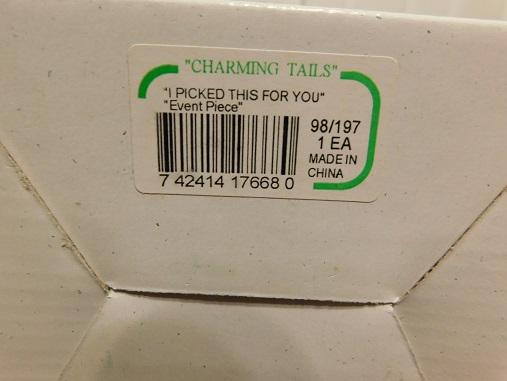 "CHARMING TAILS"
"I PICKED THIS FOR YOU"
"Event Piece"
98/197
1 EA
MADE IN
CHINA
7 42414 17668 0